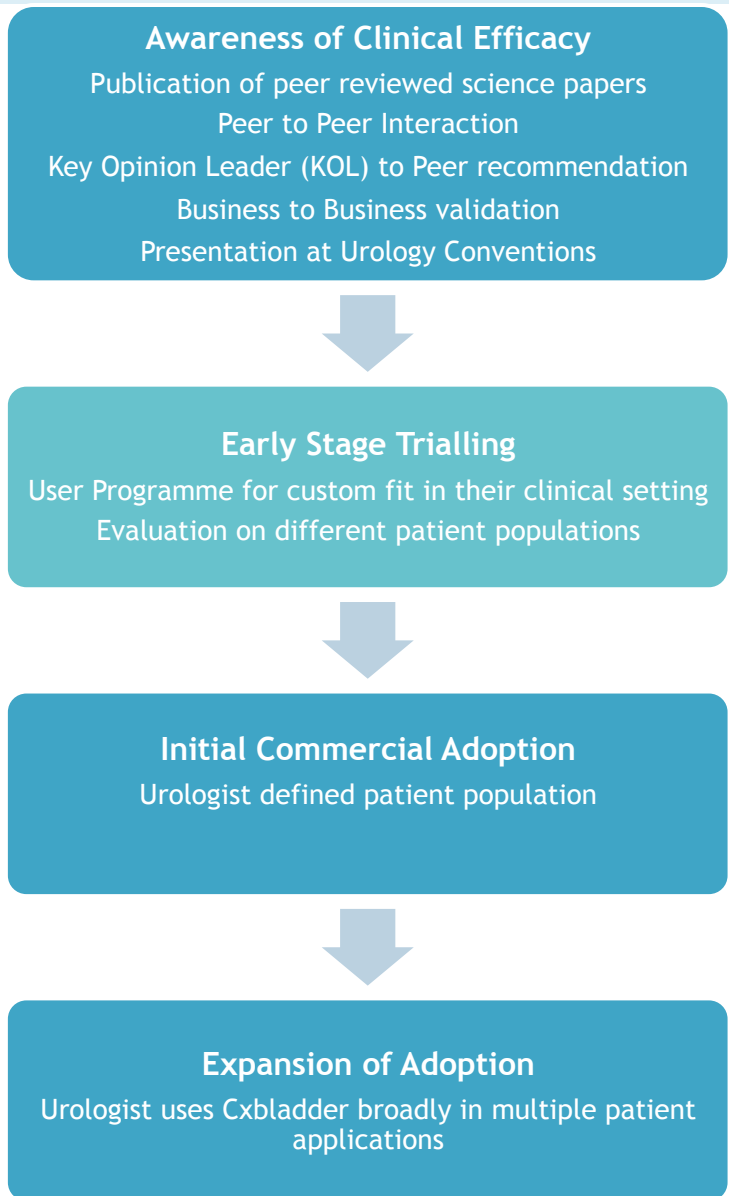 Awareness of Clinical Efficacy
Publication of peer reviewed science papers
Peer to Peer Interaction
Key Opinion Leader (KOL) to Peer recommendation
Business to Business validation
Presentation at Urology Conventions
Early Stage Trialling
User Programme for custom fit in their clinical setting
Evaluation on different patient populations
Initial Commercial Adoption
Urologist defined patient population
Expansion of Adoption
Urologist uses Cxbladder broadly in multiple patient
applications